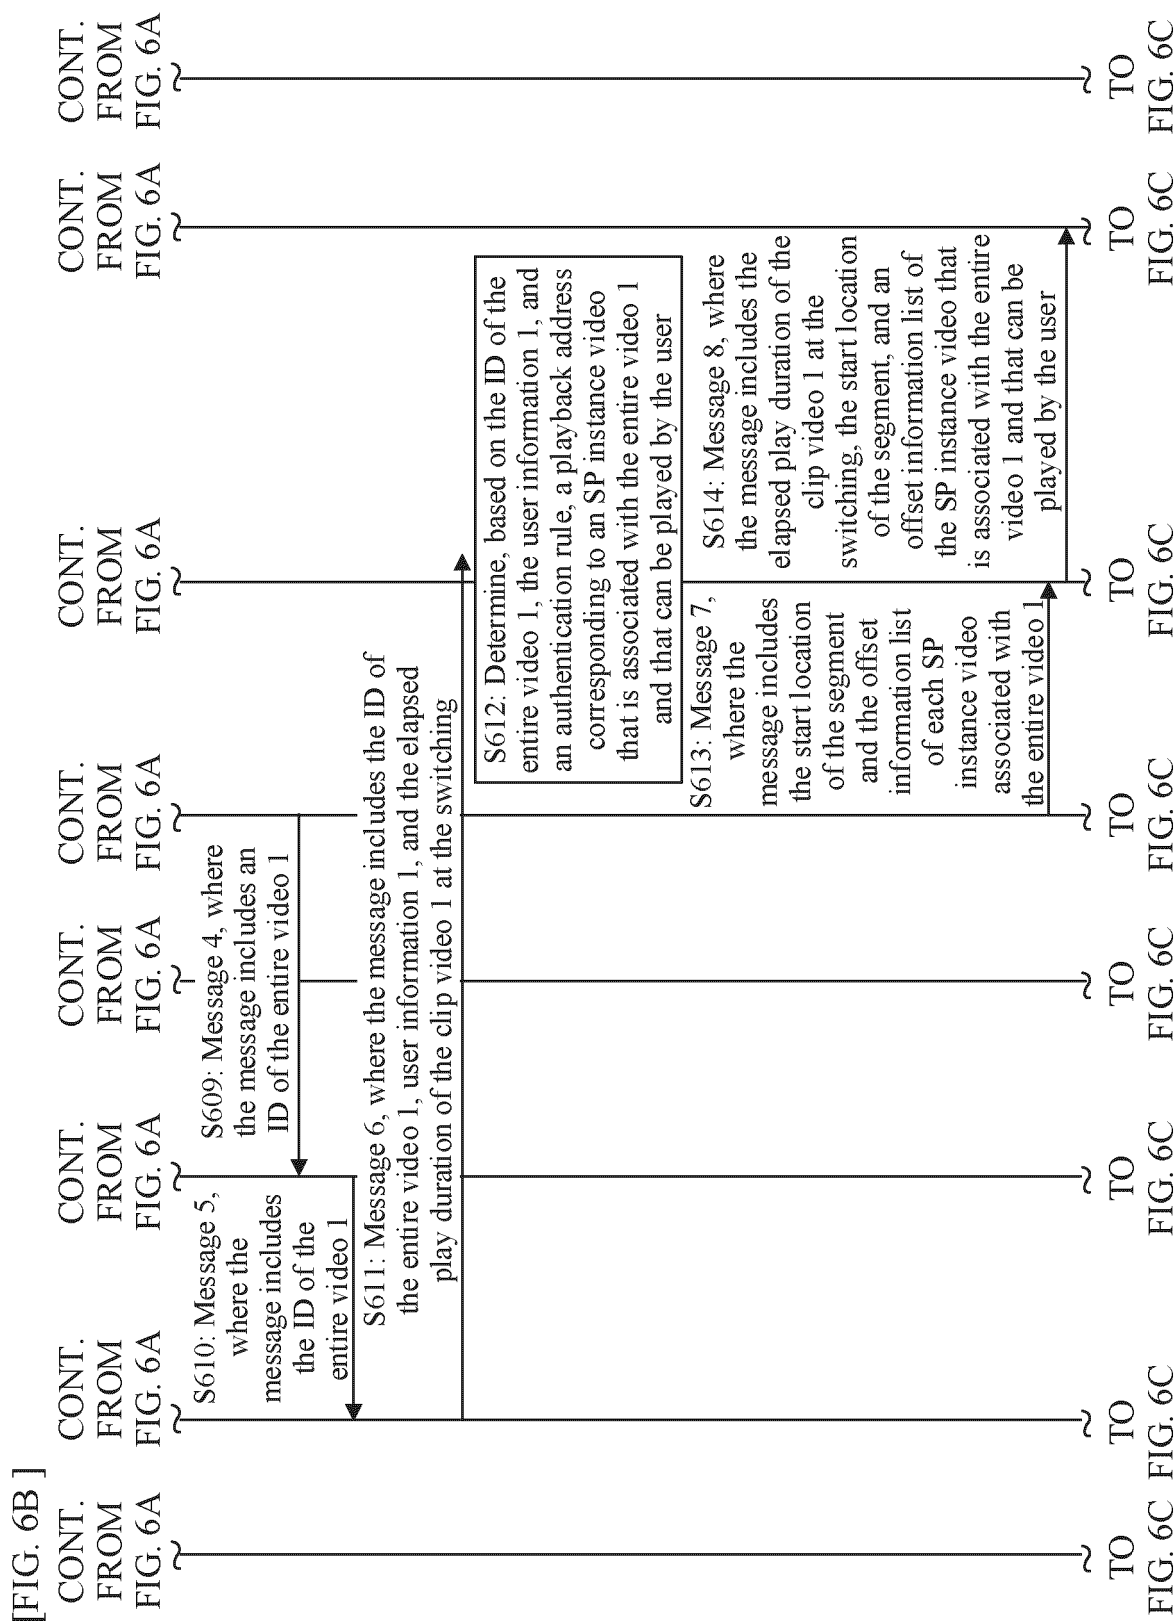 [FIG. 6B ]
CONT.
FROM
FIG. 6A
CONT.
FROM
FIG. 6A
CONT.
FROM
FIG. 6A
CONT.
FROM
FIG. 6A
CONT.
FROM
FIG. 6A
CONT.
FROM
FIG. 6A
CONT.
FROM
FIG. 6A
CONT.
FROM
FIG. 6A
S609: Message 4, where
the message includes an
ID of the entire video 1
S610: Message 5,
where the
message includes
the ID of the
entire video 1
S611: Message 6, where the message includes the ID of
the entire video 1, user information 1, and the elapsed
play duration of the clip video 1 at the switching
S612: Determine, based on the ID of the
entire video 1, the user information 1, and
an authentication rule, a playback address
corresponding to an SP instance video
that is associated with the entire video 1
and that can be played by the user
S613: Message 7,
where the
message includes
the start location
of the segment
and the offset
information list
of each SP
instance video
associated with
the entire video 1
S614: Message 8, where
the message includes the
elapsed play duration of the
clip video 1 at the
switching, the start location
of the segment, and an
offset information list of
the SP instance video that
is associated with the entire
video 1 and that can be
played by the user
TO
FIG. 6C
TO
FIG. 6C
TO
FIG. 6C
TO
FIG. 6C
TO
FIG. 6C
TO
FIG. 6C
TO
FIG. 6C
TO
FIG. 6C